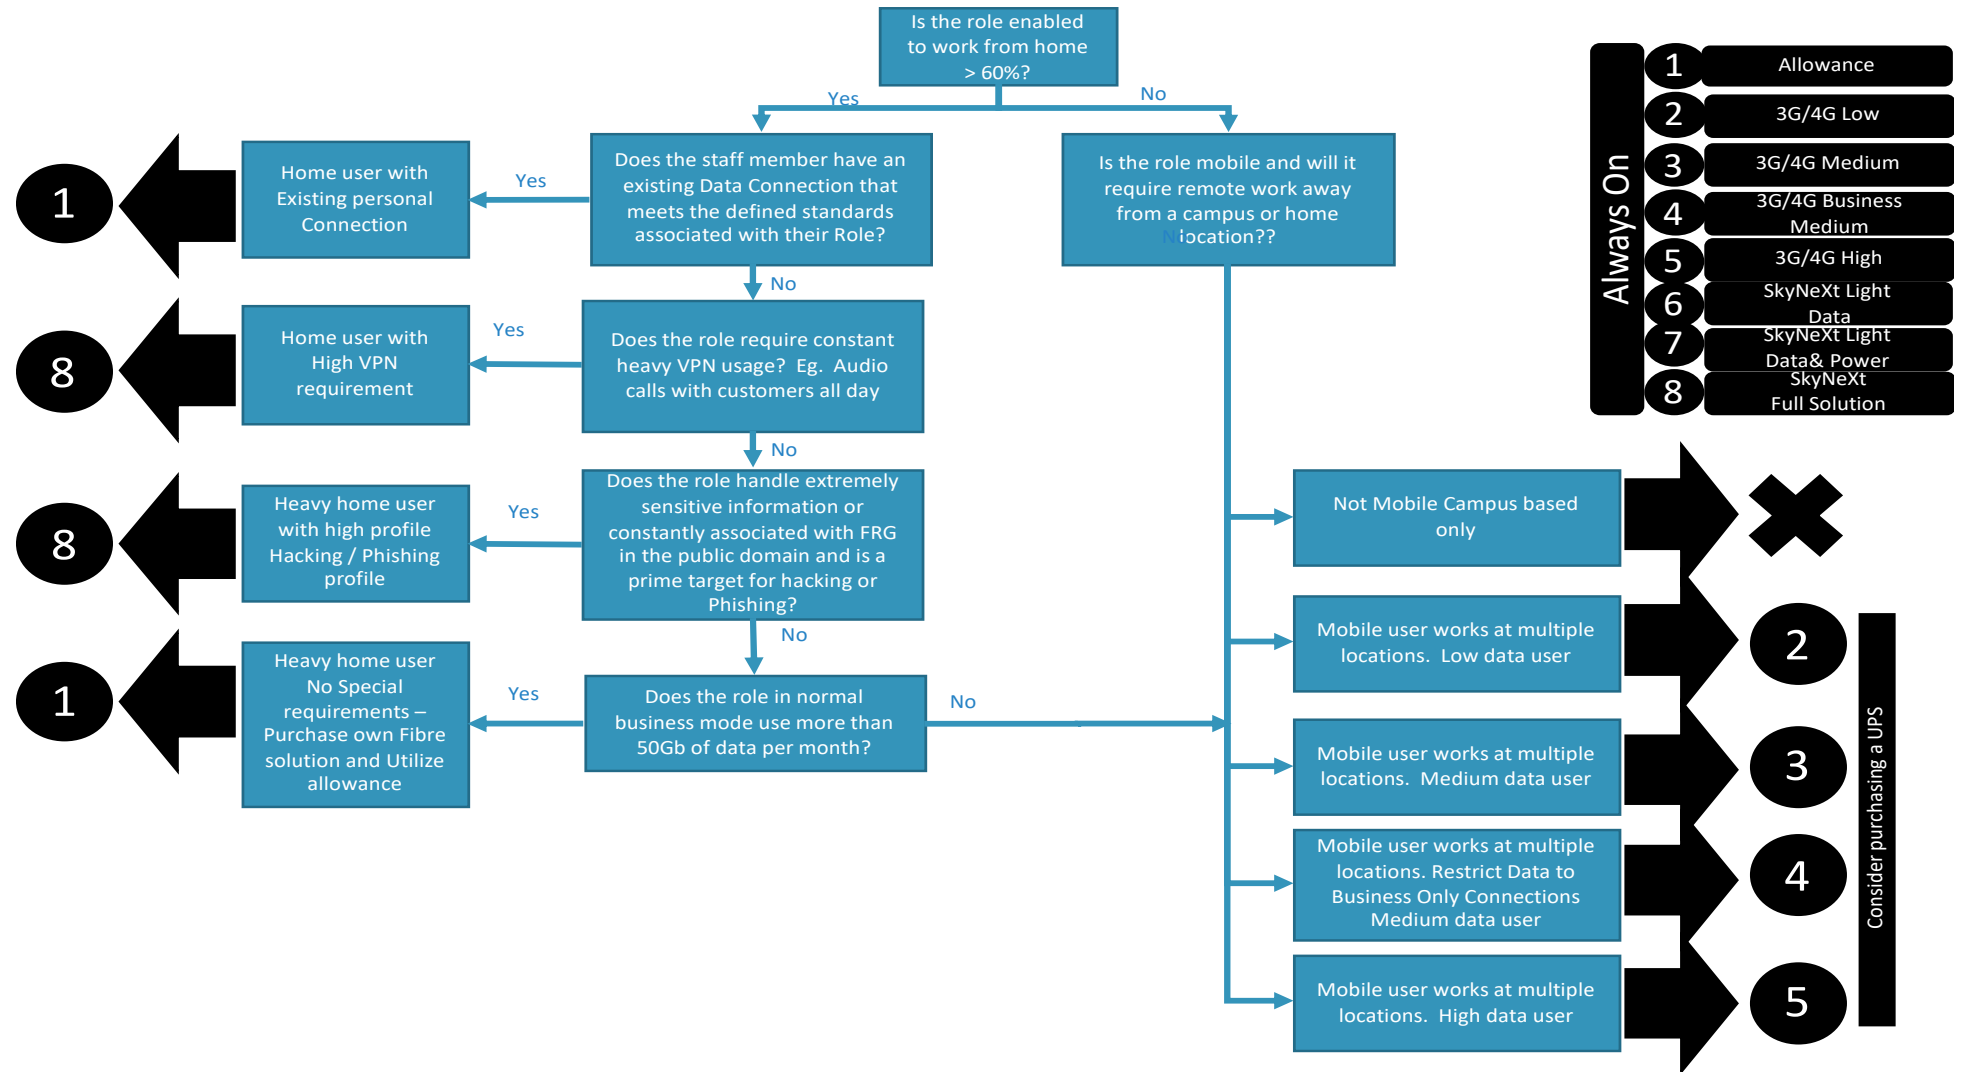 Is the role enabled
to work from home
> 60%?
Yes
No
Does the staff member have an
existing Data Connection that
meets the defined standards
associated with their Role?
Yes
Home user with
Existing personal
Connection
1
No
Does the role require constant
heavy VPN usage?  Eg.  Audio
calls with customers all day
Yes
Home user with
High VPN
requirement
8
No
Does the role handle extremely
sensitive information or
constantly associated with FRG
in the public domain and is a
prime target for hacking or
Phishing?
Yes
Heavy home user
with high profile
Hacking / Phishing
profile
8
No
Does the role in normal
business mode use more than
50Gb of data per month?
Yes
Heavy home user
No Special
requirements –
Purchase own Fibre
solution and Utilize
allowance
1
No
Is the role mobile and will it
require remote work away
from a campus or home
location??
No
Not Mobile Campus based
only
Mobile user works at multiple
locations.  Low data user
2
Mobile user works at multiple
locations.  Medium data user
3
Mobile user works at multiple
locations. Restrict Data to
Business Only Connections
Medium data user
4
Mobile user works at multiple
locations.  High data user
5
Consider purchasing a UPS
Always On
1
Allowance
2
3G/4G Low
3
3G/4G Medium
4
3G/4G Business
Medium
5
3G/4G High
6
SkyNeXt Light
Data
7
SkyNeXt Light
Data& Power
8
SkyNeXt
Full Solution